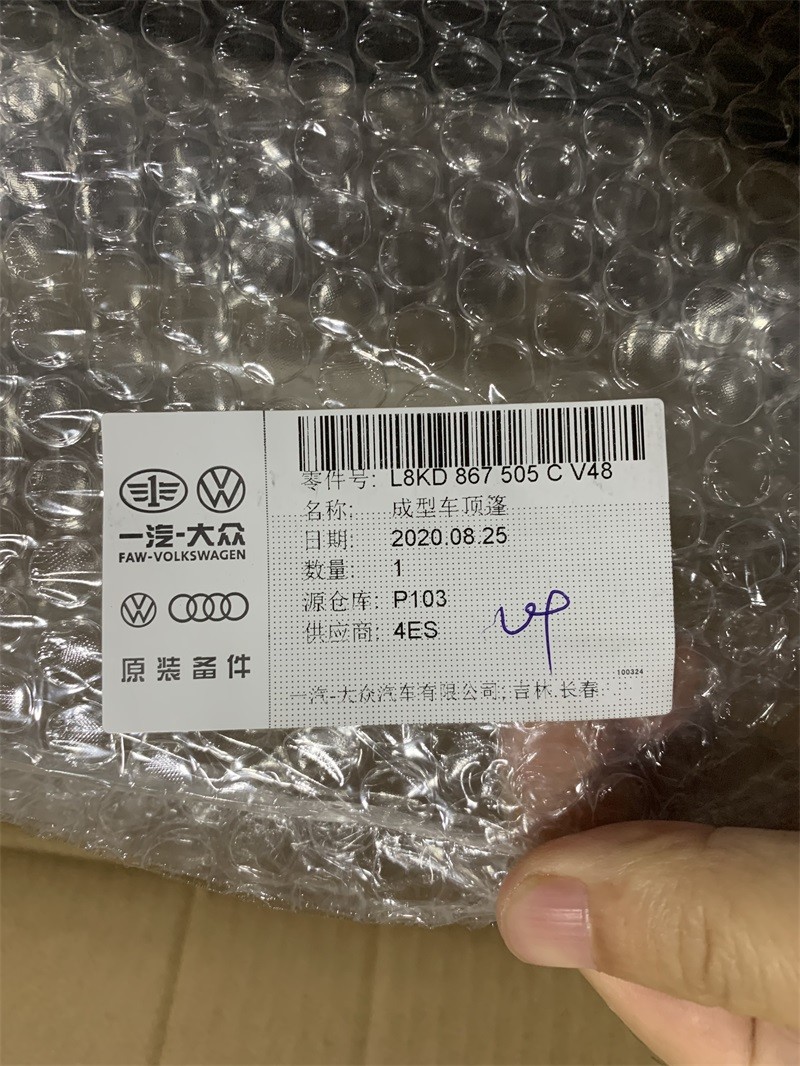 一汽-大众
FAW-VOLKSWAGEN
原装备件
零件号: L8KD 867 505 C V48
名称: 成型车顶篷
日期: 2020.08.25
数量: 1
源仓库: P103
供应商: 4ES
100324
一汽-大众汽车有限公司; 吉林.长春